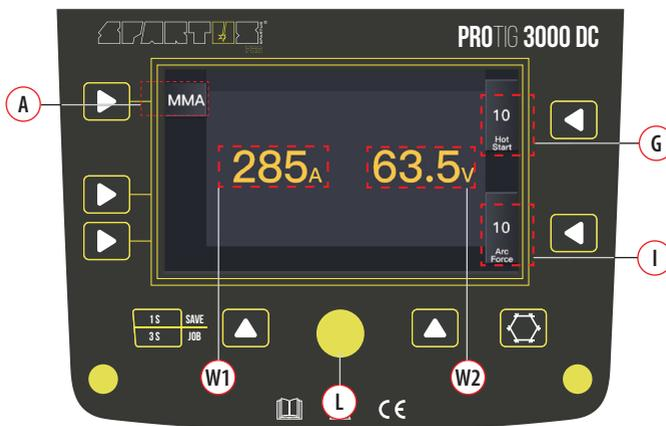 SPARTUS
PROTIG 3000 DC
A
MMA
10
Hot
Start
G
285A
63.5V
10
Arc
Force
I
1 S SAVE
3 S JOB
W1
L
W2
CE